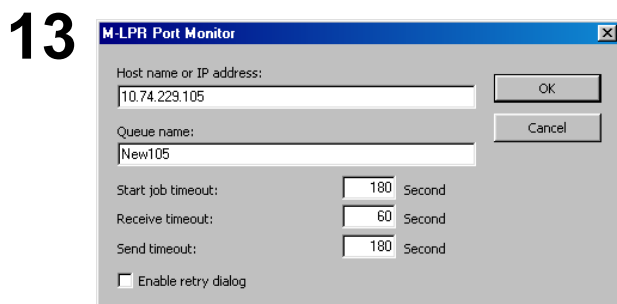 13
M-LPR Port Monitor
Host name or IP address:
10.74.229.105
OK
Queue name:
Cancel
New105
Start job timeout: 180 Second
Receive timeout: 60 Second
Send timeout: 180 Second
Enable retry dialog